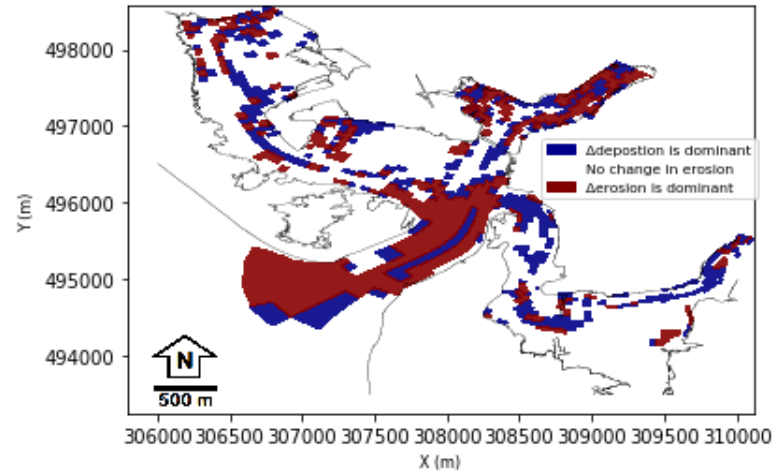 498000
497000
496000
495000
494000
Y (m)
Δdepostion is dominant
No change in erosion
Δerosion is dominant
N
500 m
306000 306500 307000 307500 308000 308500 309000 309500 310000
X (m)